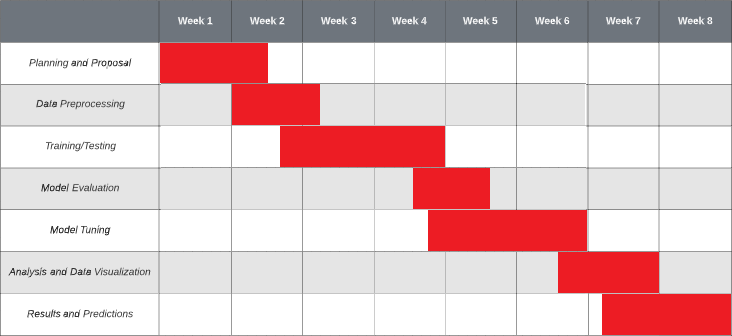 Week 1 Week 2 Week 3 Week 4 Week 5 Week 6 Week 7 Week 8
Planning and Proposal
Data Preprocessing
Training/Testing
Model Evaluation
Model Tuning
Analysis and Data Visualization
Results and Predictions